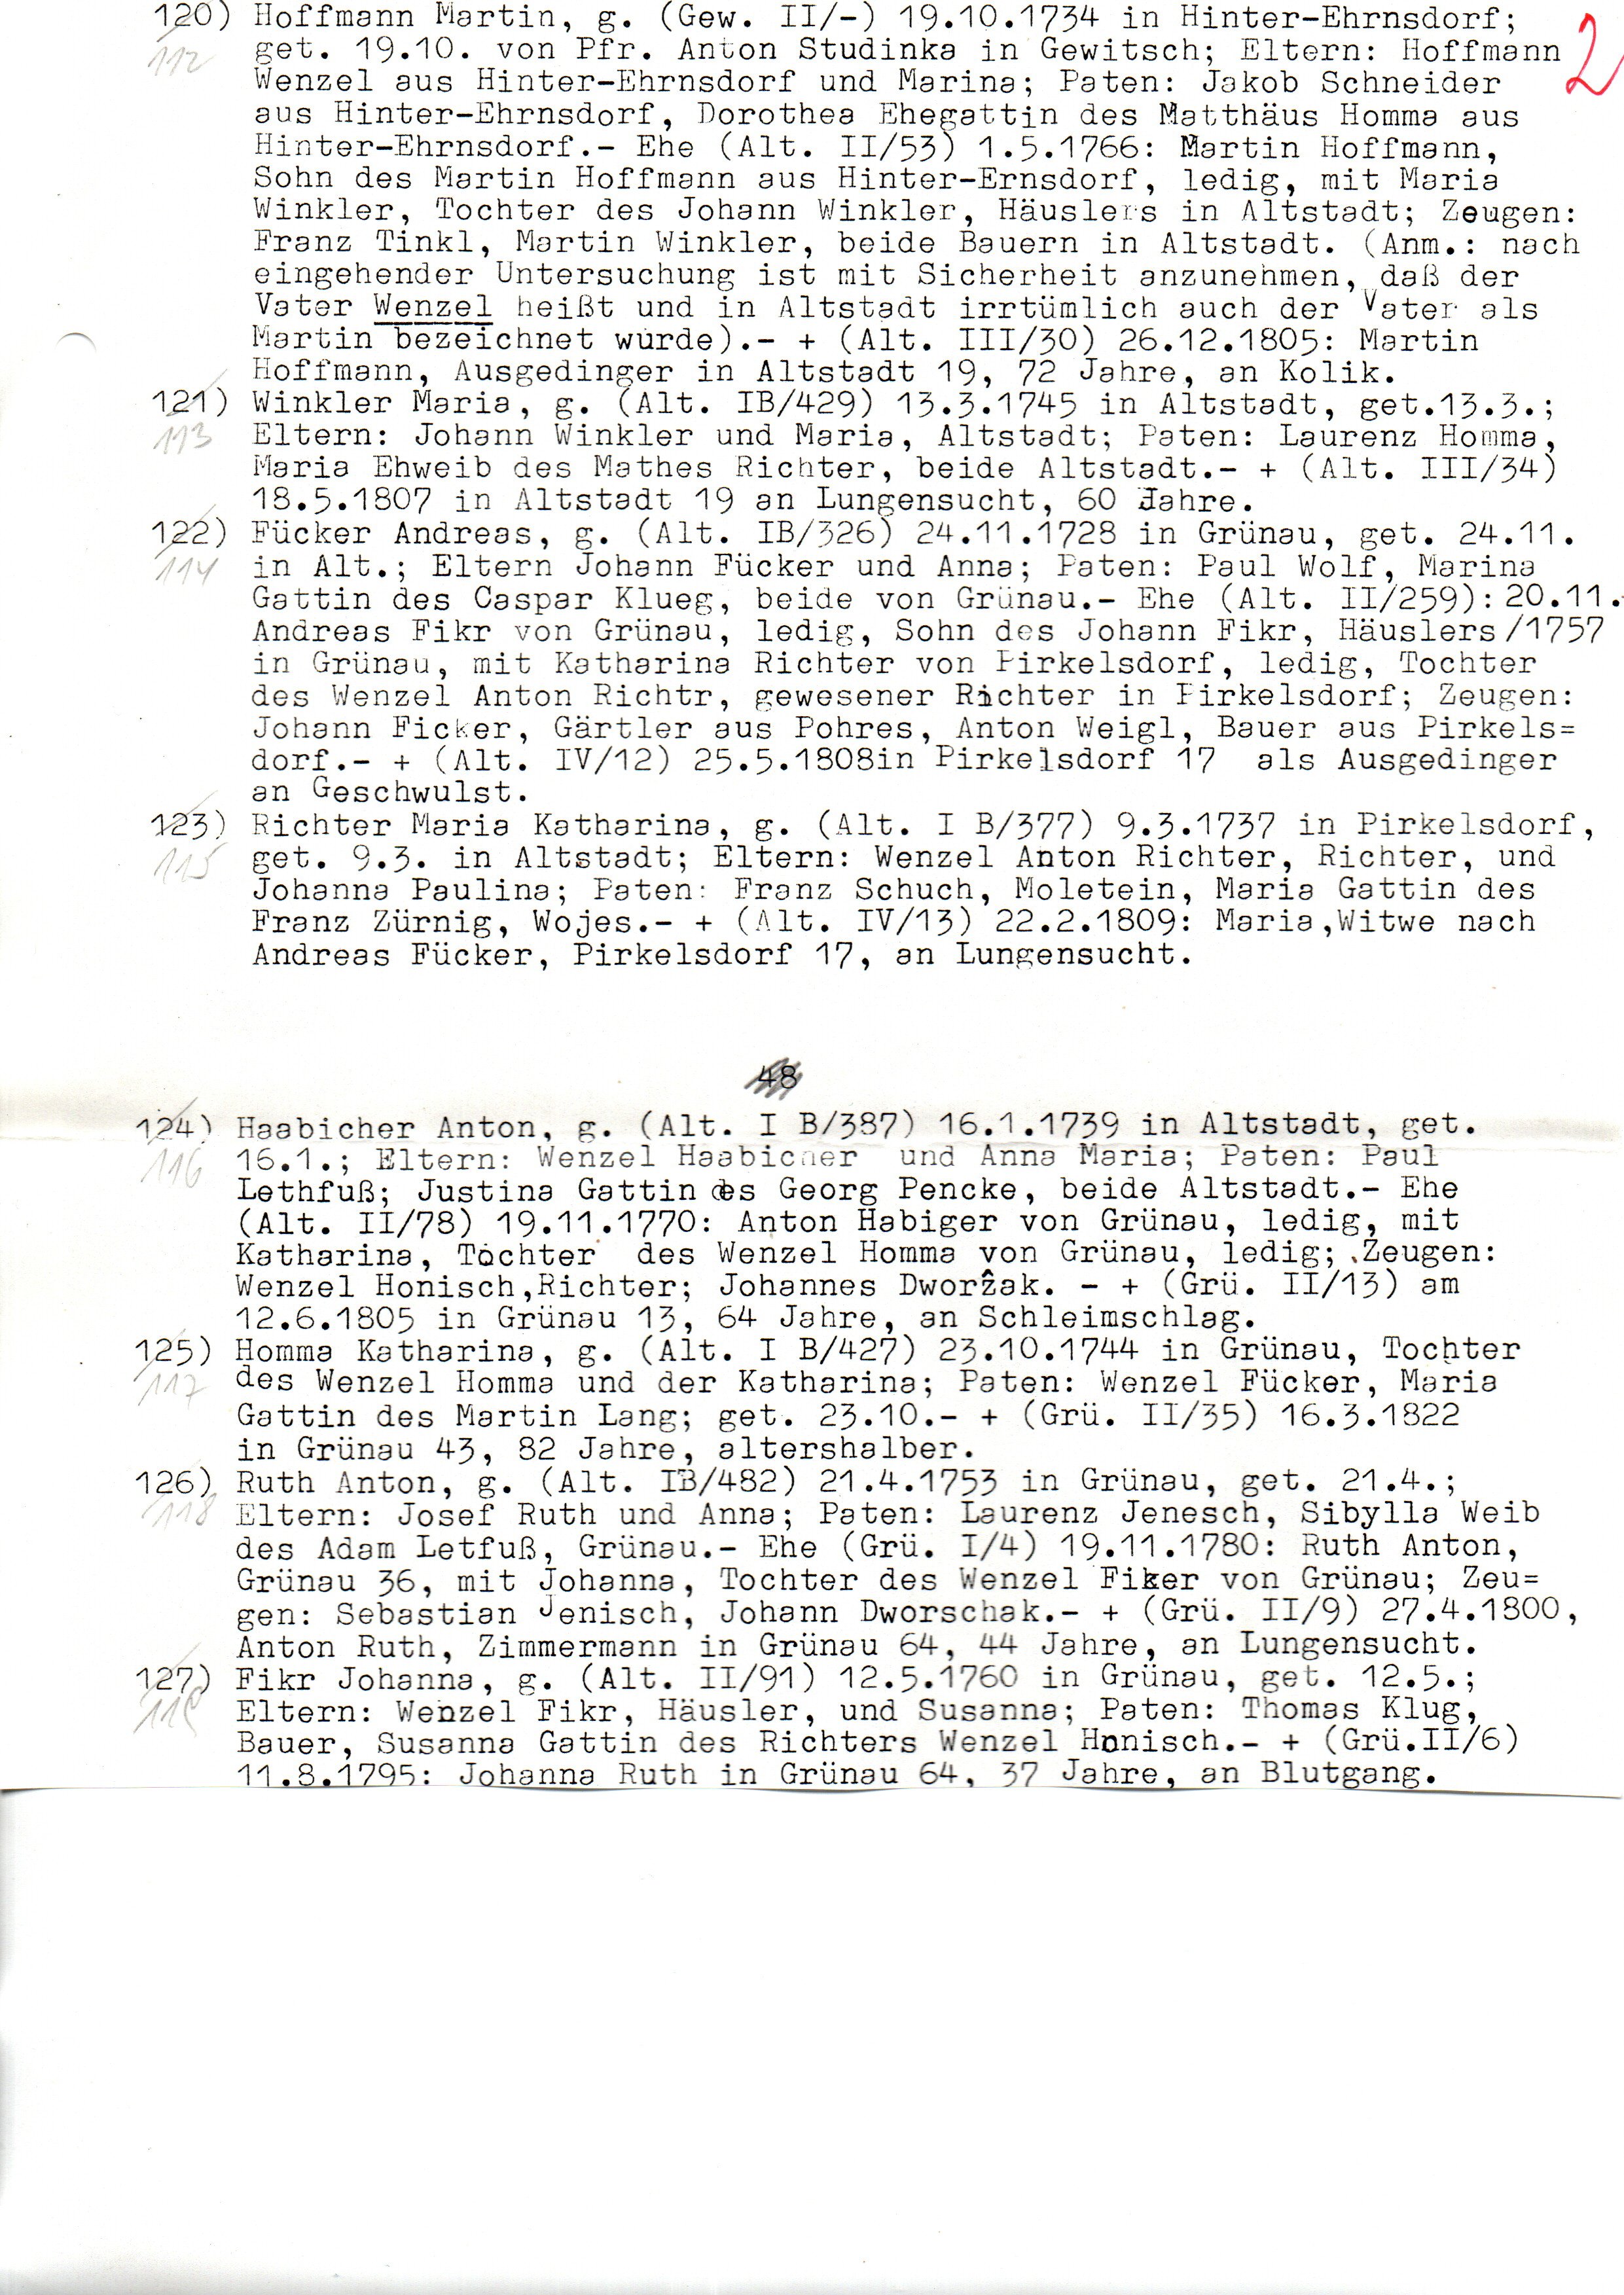 120) Hoffmann Martin, g. (Gew. II/-) 19.10.1734 in Hinter-Ehrnsdorf;
2
112
get. 19.10. von Pfr. Anton Studinka in Gewitsch; Eltern: Hoffmann
Wenzel aus Hinter-Ehrnsdorf und Marina; Paten: Jakob Schneider
aus Hinter-Ehrnsdorf, Dorothea Ehegattin des Matthäus Homma aus
Hinter-Ehrnsdorf.- Ehe (Alt. II/53) 1.5.1766: Martin Hoffmann,
Sohn des Martin Hoffmann aus Hinter-Ernsdorf, ledig, mit Maria
Winkler, Tochter des Johann Winkler, Häuslers in Altstadt; Zeugen:
Franz Tinkl, Martin Winkler, beide Bauern in Altstadt. (Anm.: nach
eingehender Untersuchung ist mit Sicherheit anzunehmen, daß der
Vater Wenzel heißt und in Altstadt irrtümlich auch der Vater als
Martin bezeichnet wurde).- + (Alt. III/30) 26.12.1805: Martin
Hoffmann, Ausgedinger in Altstadt 19, 72 Jahre, an Kolik.
121) Winkler Maria, g. (Alt. IB/429) 13.3.1745 in Altstadt, get.13.3.;
113
Eltern: Johann Winkler und Maria, Altstadt; Paten: Laurenz Homma,
Maria Ehweib des Mathes Richter, beide Altstadt.- + (Alt. III/34)
18.5.1807 in Altstadt 19 an Lungensucht, 60 Jahre.
122) Fücker Andreas, g. (Alt. IB/326) 24.11.1728 in Grünau, get. 24.11.
114
in Alt.; Eltern Johann Fücker und Anna; Paten: Paul Wolf, Marina
Gattin des Caspar Klueg, beide von Grünau.- Ehe (Alt. II/259): 20.11.
Andreas Fikr von Grünau, ledig, Sohn des Johann Fikr, Häuslers /1757
in Grünau, mit Katharina Richter von Pirkelsdorf, ledig, Tochter
des Wenzel Anton Richtr, gewesener Richter in Pirkelsdorf; Zeugen:
Johann Ficker, Gärtler aus Pohres, Anton Weigl, Bauer aus Pirkels=
dorf.- + (Alt. IV/12) 25.5.1808in Pirkelsdorf 17 als Ausgedinger
an Geschwulst.
123) Richter Maria Katharina, g. (Alt. I B/377) 9.3.1737 in Pirkelsdorf,
115
get. 9.3. in Altstadt; Eltern: Wenzel Anton Richter, Richter, und
Johanna Paulina; Paten: Franz Schuch, Moletein, Maria Gattin des
Franz Zürnig, Wojes.- + (Alt. IV/13) 22.2.1809: Maria,Witwe nach
Andreas Fücker, Pirkelsdorf 17, an Lungensucht.
48
124) Haabicher Anton, g. (Alt. I B/387) 16.1.1739 in Altstadt, get.
116
16.1.; Eltern: Wenzel Haabicher und Anna Maria; Paten: Paul
Lethfuß; Justina Gattin des Georg Pencke, beide Altstadt.- Ehe
(Alt. II/78) 19.11.1770: Anton Habiger von Grünau, ledig, mit
Katharina, Tochter des Wenzel Homma von Grünau, ledig; Zeugen:
Wenzel Honisch,Richter; Johannes Dworẑak. - + (Grü. II/13) am
12.6.1805 in Grünau 13, 64 Jahre, an Schleimschlag.
125) Homma Katharina, g. (Alt. I B/427) 23.10.1744 in Grünau, Tochter
117
des Wenzel Homma und der Katharina; Paten: Wenzel Fücker, Maria
Gattin des Martin Lang; get. 23.10.- + (Grü. II/35) 16.3.1822
in Grünau 43, 82 Jahre, altershalber.
126) Ruth Anton, g. (Alt. IB/482) 21.4.1753 in Grünau, get. 21.4.;
118
Eltern: Josef Ruth und Anna; Paten: Laurenz Jenesch, Sibylla Weib
des Adam Letfuß, Grünau.- Ehe (Grü. I/4) 19.11.1780: Ruth Anton,
Grünau 36, mit Johanna, Tochter des Wenzel Fiker von Grünau; Zeu=
gen: Sebastian Jenisch, Johann Dworschak.- + (Grü. II/9) 27.4.1800,
Anton Ruth, Zimmermann in Grünau 64, 44 Jahre, an Lungensucht.
127) Fikr Johanna, g. (Alt. II/91) 12.5.1760 in Grünau, get. 12.5.;
119
Eltern: Wenzel Fikr, Häusler, und Susanna; Paten: Thomas Klug,
Bauer, Susanna Gattin des Richters Wenzel Honisch.- + (Grü.II/6)
11.8.1795: Johanna Ruth in Grünau 64, 37 Jahre, an Blutgang.